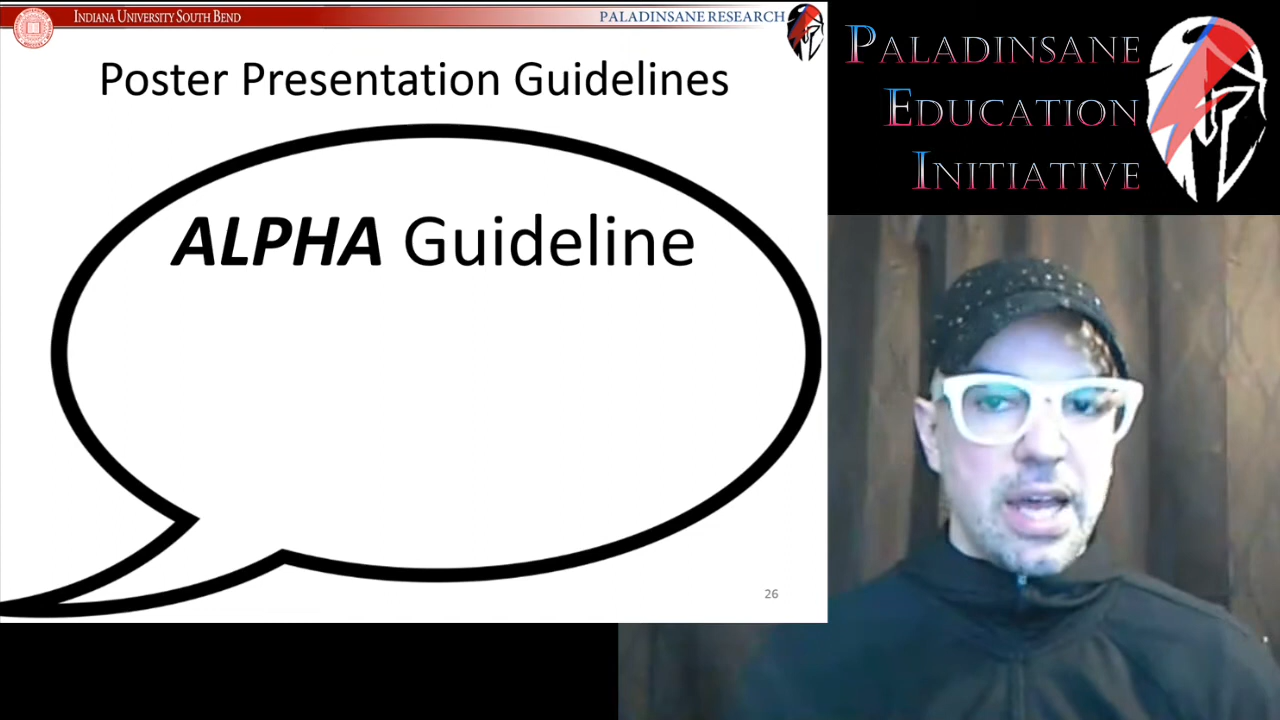 INDIANA UNIVERSITY SOUTH BEND
PALADINSANE RESEARCH
Poster Presentation Guidelines
ALPHA Guideline
26
PALADINSANE
EDUCATION
INITIATIVE